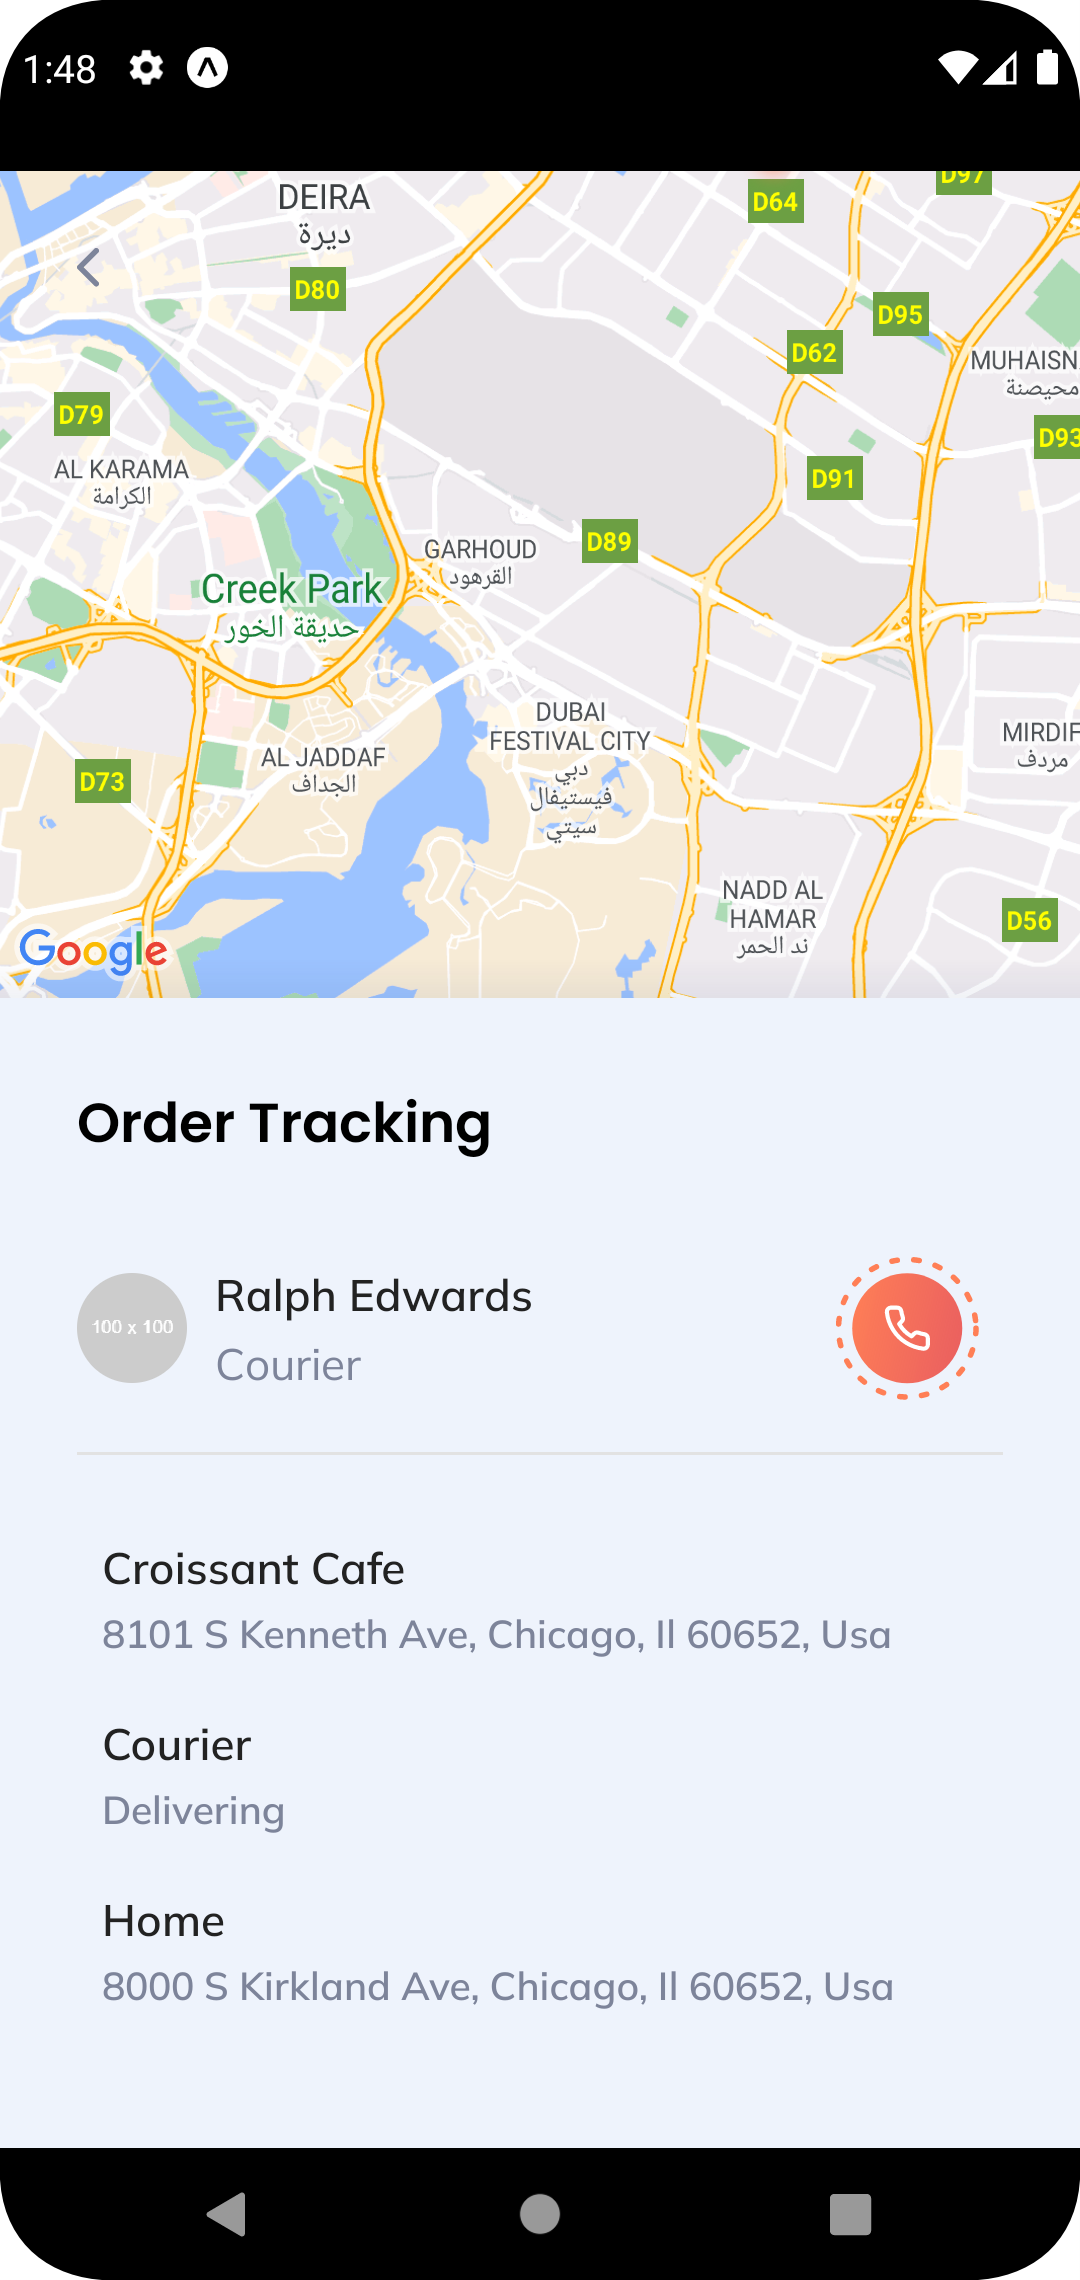 1:48
DEIRA
ديرة
D64
D97
D80
D95
D62
MUHAISN
محيصنة
D79
D93
AL KARAMA
الكرامة
D91
GARHOUD
القرهود
D89
Creek Park
حديقة الخور
DUBAI
FESTIVAL CITY
دبي
فيستيفال
سيتي
MIRDIF
مردف
AL JADDAF
الجداف
D73
NADD AL
HAMAR
ند الحمر
D56
Google
Order Tracking
100 x 100
Ralph Edwards
Courier
Croissant Cafe
8101 S Kenneth Ave, Chicago, Il 60652, Usa
Courier
Delivering
Home
8000 S Kirkland Ave, Chicago, Il 60652, Usa